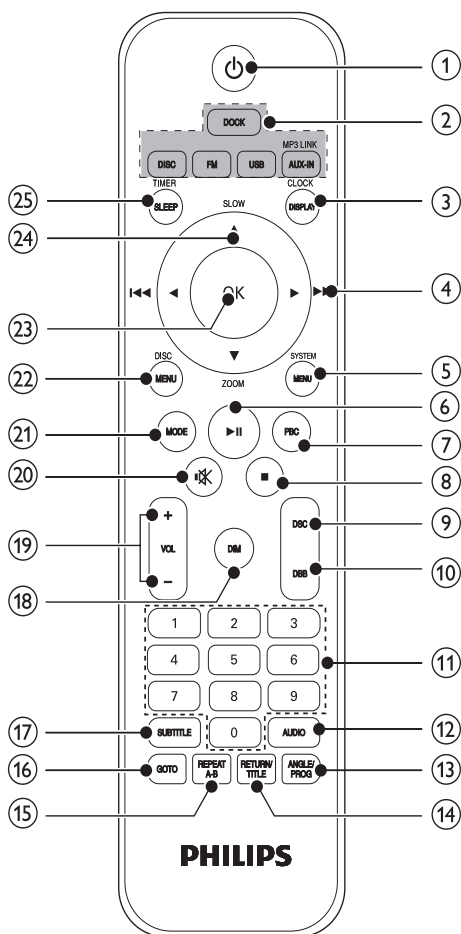 1
DOCK
2
MP3 LINK
DISC FM USB AUX-IN
TIMER CLOCK
25 SLEEP SLOW DISPLAY 3
24
OK 4
23
DISC SYSTEM
22 MENU ZOOM MENU 5
6
21 MODE PBC 7
20 8
19 + DSC 9
VOL DIM
− DBB 10
18
1 2 3
4 5 6 11
7 8 9
17 SUBTITLE 0 AUDIO 12
16 GOTO REPEAT A-B RETURN/TITLE ANGLE/PROG 13
15 14
PHILIPS